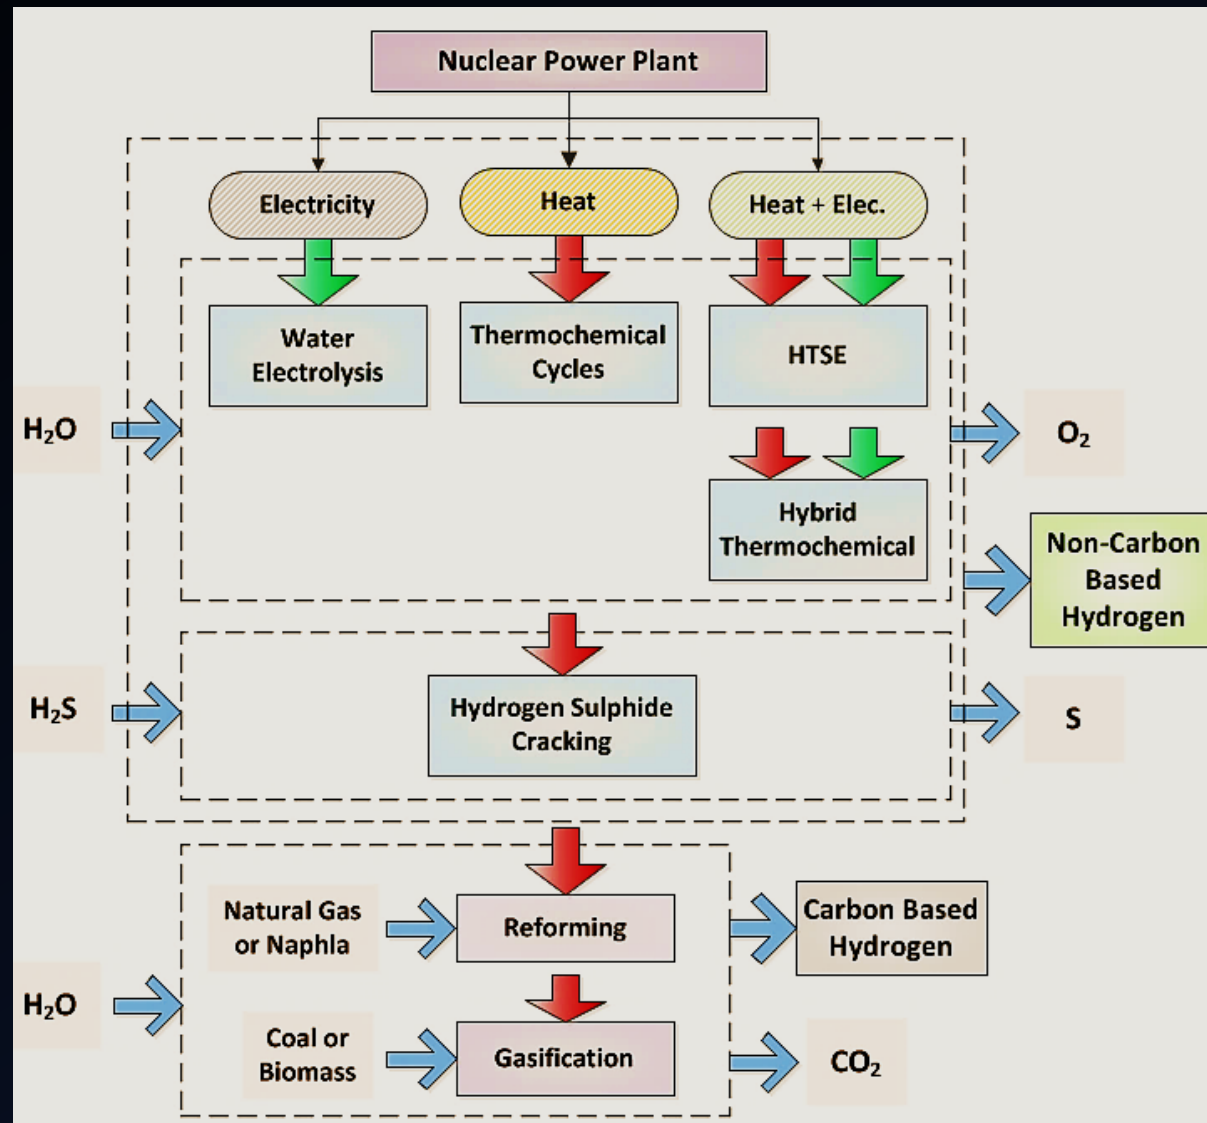 Nuclear Power Plant
Electricity
Heat
Heat + Elec.
Water
Electrolysis
Thermochemical
Cycles
HTSE
H₂O
O₂
Hybrid
Thermochemical
Non-Carbon
Based
Hydrogen
H₂S
Hydrogen Sulphide
Cracking
S
Natural Gas
or Naphla
Reforming
Carbon Based
Hydrogen
H₂O
Coal or
Biomass
Gasification
CO₂